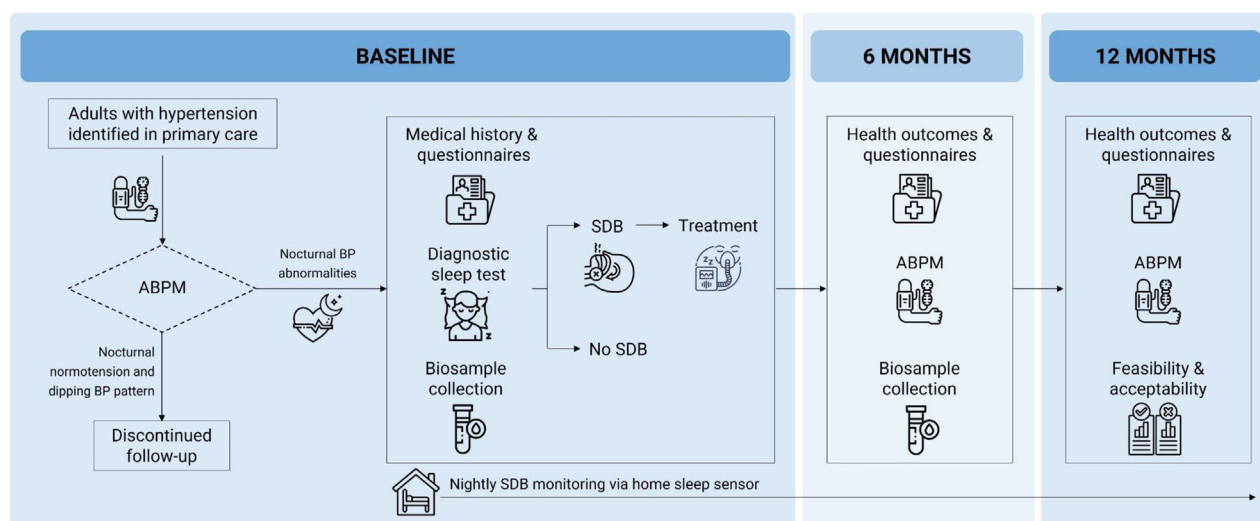 BASELINE
6 MONTHS
12 MONTHS
Adults with hypertension
identified in primary care
ABPM
Nocturnal BP
abnormalities
Nocturnal
normotension and
dipping BP pattern
Discontinued
follow-up
Medical history &
questionnaires
Diagnostic
sleep test
z
z
Biosample
collection
SDB
Treatment
zz
No SDB
Health outcomes &
questionnaires
ABPM
Biosample
collection
Health outcomes &
questionnaires
ABPM
Feasibility &
acceptability
Nightly SDB monitoring via home sleep sensor